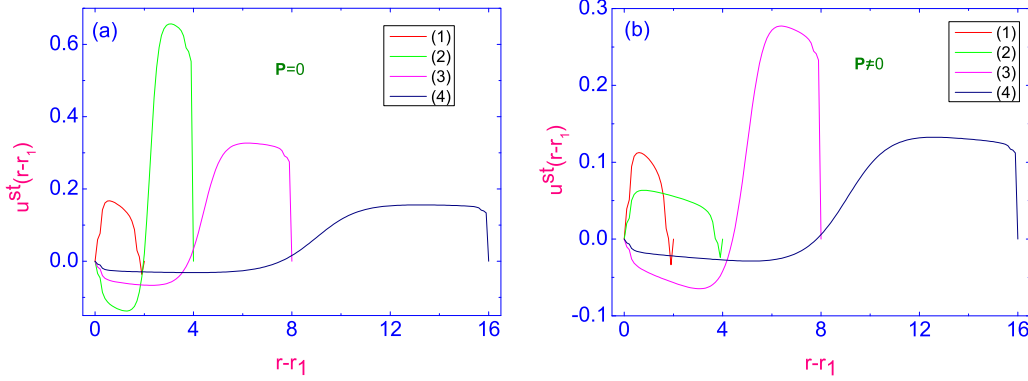 (a)
P=0
(1)
(2)
(3)
(4)
0.6
0.4
0.2
0.0
u^st(r-r₁)
0 4 8 12 16
r-r₁
(b)
P≠0
(1)
(2)
(3)
(4)
0.3
0.2
0.1
0.0
-0.1
u^st(r-r₁)
0 4 8 12 16
r-r₁